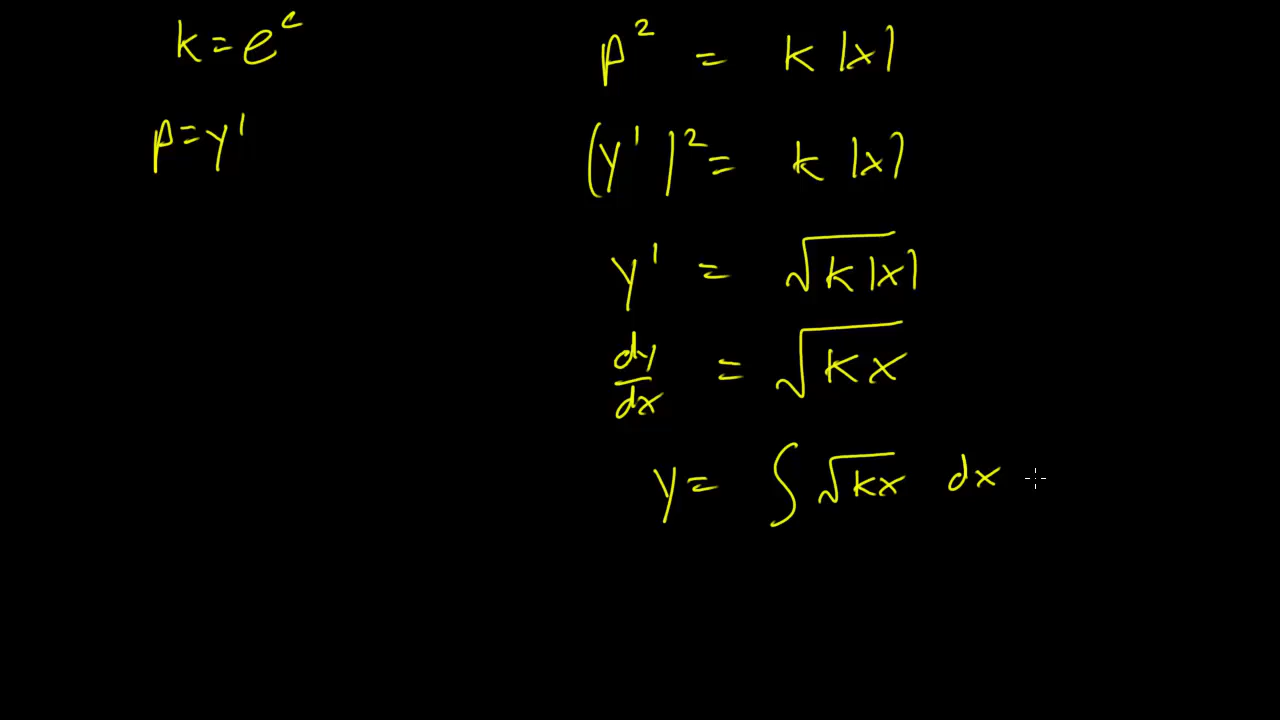 k = e^c
p = y'
p^2 = k |x|
(y')^2 = k |x|
y' = √k|x|
dy/dx = √kx
y = ∫ √kx dx